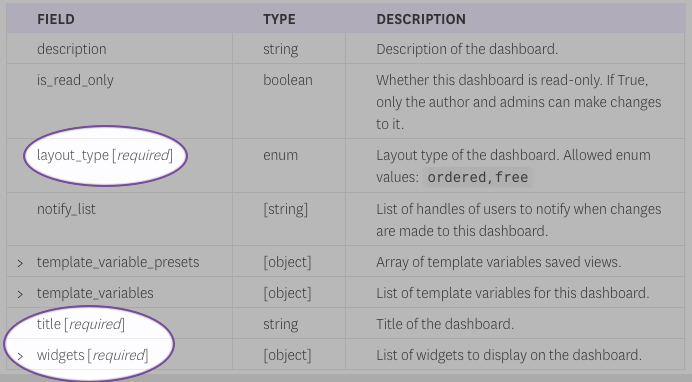 FIELD TYPE DESCRIPTION
description string Description of the dashboard.
is_read_only boolean Whether this dashboard is read-only. If True,
only the author and admins can make changes
to it.
layout_type [required] enum Layout type of the dashboard. Allowed enum
values: ordered,free
notify_list [string] List of handles of users to notify when changes
are made to this dashboard.
> template_variable_presets [object] Array of template variables saved views.
> template_variables [object] List of template variables for this dashboard.
title [required] string Title of the dashboard.
> widgets [required] [object] List of widgets to display on the dashboard.